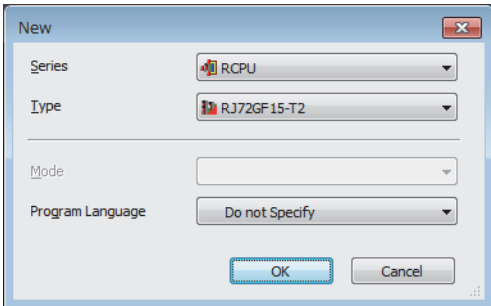 New
Series
RCPU
Type
RJ72GF15-T2
Mode
Program Language
Do not Specify
OK
Cancel